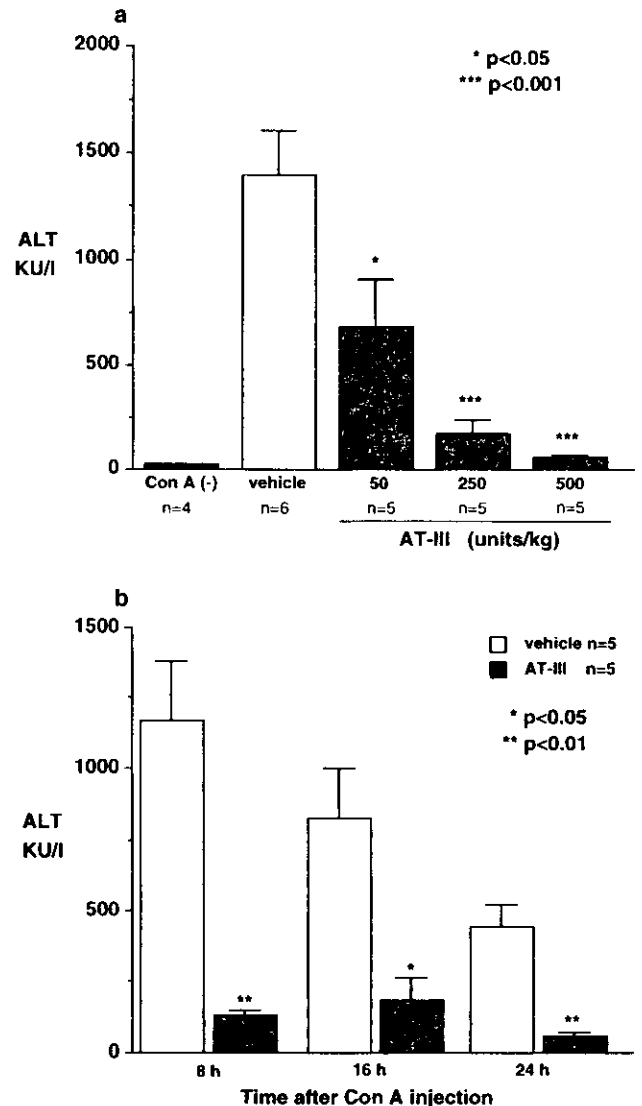 a
2000
* p<0.05
*** p<0.001
1500
ALT
KU/l
1000
*
500
***
***
0
Con A (-) vehicle 50 250 500
n=4 n=6 n=5 n=5 n=5
AT-III (units/kg)
b
1500
vehicle n=5
AT-III n=5
* p<0.05
** p<0.01
1000
ALT
KU/l
500
*
**
**
0
8 h 16 h 24 h
Time after Con A injection